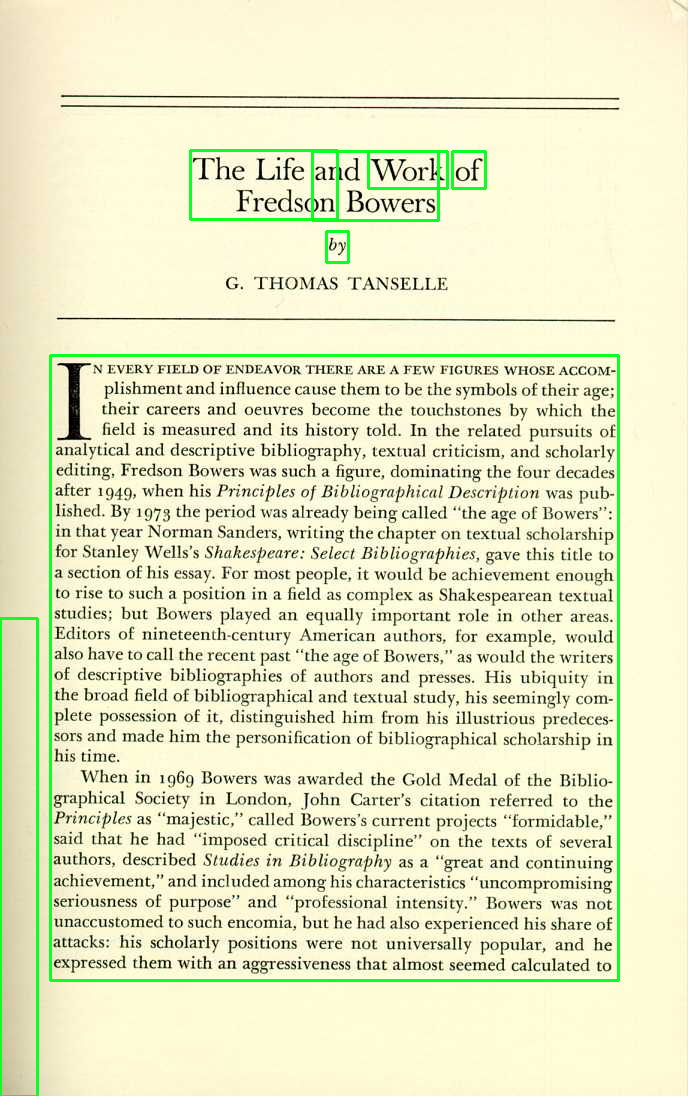 The Life and Work of
Fredson Bowers
by
G. THOMAS TANSELLE
IN EVERY FIELD OF ENDEAVOR THERE ARE A FEW FIGURES WHOSE ACCOM-
plishment and influence cause them to be the symbols of their age;
their careers and oeuvres become the touchstones by which the
field is measured and its history told. In the related pursuits of
analytical and descriptive bibliography, textual criticism, and scholarly
editing, Fredson Bowers was such a figure, dominating the four decades
after 1949, when his Principles of Bibliographical Description was pub-
lished. By 1973 the period was already being called "the age of Bowers":
in that year Norman Sanders, writing the chapter on textual scholarship
for Stanley Wells's Shakespeare: Select Bibliographies, gave this title to
a section of his essay. For most people, it would be achievement enough
to rise to such a position in a field as complex as Shakespearean textual
studies; but Bowers played an equally important role in other areas.
Editors of nineteenth-century American authors, for example, would
also have to call the recent past "the age of Bowers," as would the writers
of descriptive bibliographies of authors and presses. His ubiquity in
the broad field of bibliographical and textual study, his seemingly com-
plete possession of it, distinguished him from his illustrious predeces-
sors and made him the personification of bibliographical scholarship in
his time.
When in 1969 Bowers was awarded the Gold Medal of the Biblio-
graphical Society in London, John Carter's citation referred to the
Principles as "majestic," called Bowers's current projects "formidable,"
said that he had "imposed critical discipline" on the texts of several
authors, described Studies in Bibliography as a "great and continuing
achievement," and included among his characteristics "uncompromising
seriousness of purpose" and "professional intensity." Bowers was not
unaccustomed to such encomia, but he had also experienced his share of
attacks: his scholarly positions were not universally popular, and he
expressed them with an aggressiveness that almost seemed calculated to